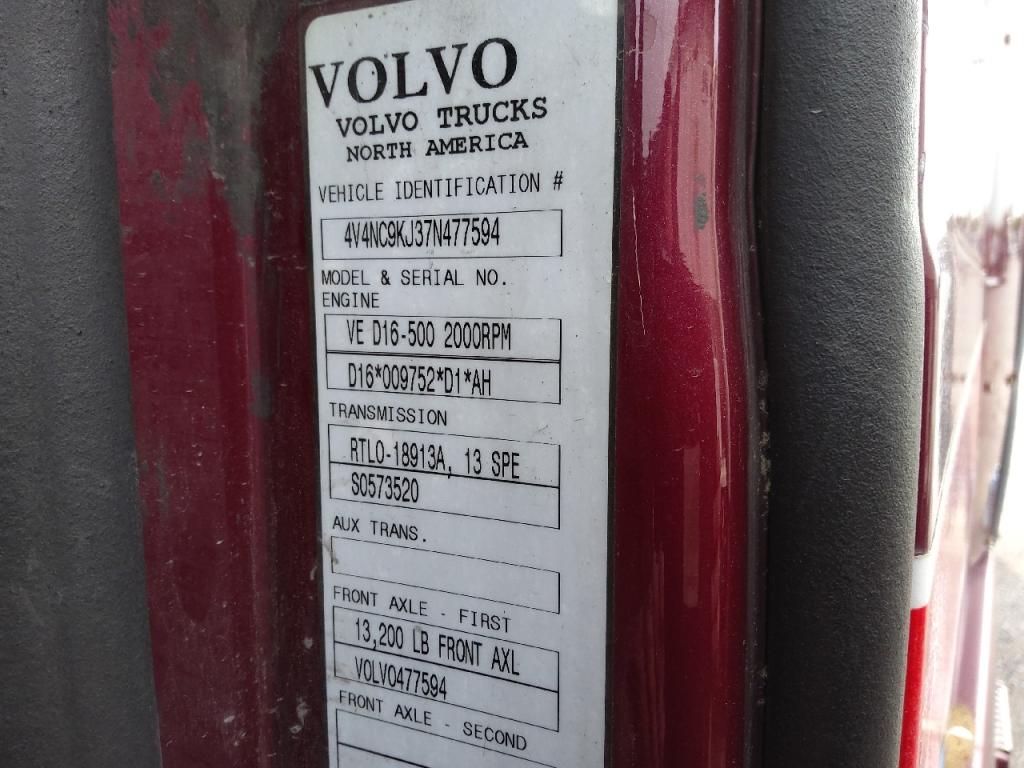 VOLVO
VOLVO TRUCKS
NORTH AMERICA
VEHICLE IDENTIFICATION #
4V4NC9KJ37N477594
MODEL & SERIAL NO.
ENGINE
VE D16-500 2000RPM
D16*009752*D1*AH
TRANSMISSION
RTLO-18913A, 13 SPE
S0573520
AUX TRANS.
FRONT AXLE - FIRST
13,200 LB FRONT AXL
VOLVO477594
FRONT AXLE - SECOND